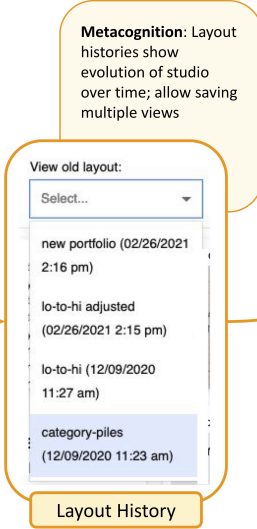 Metacognition: Layout
histories show
evolution of studio
over time; allow saving
multiple views
View old layout:
Select...
new portfolio (02/26/2021
2:16 pm)
lo-to-hi adjusted
(02/26/2021 2:15 pm)
lo-to-hi (12/09/2020
11:27 am)
category-piles
(12/09/2020 11:23 am)
Layout History